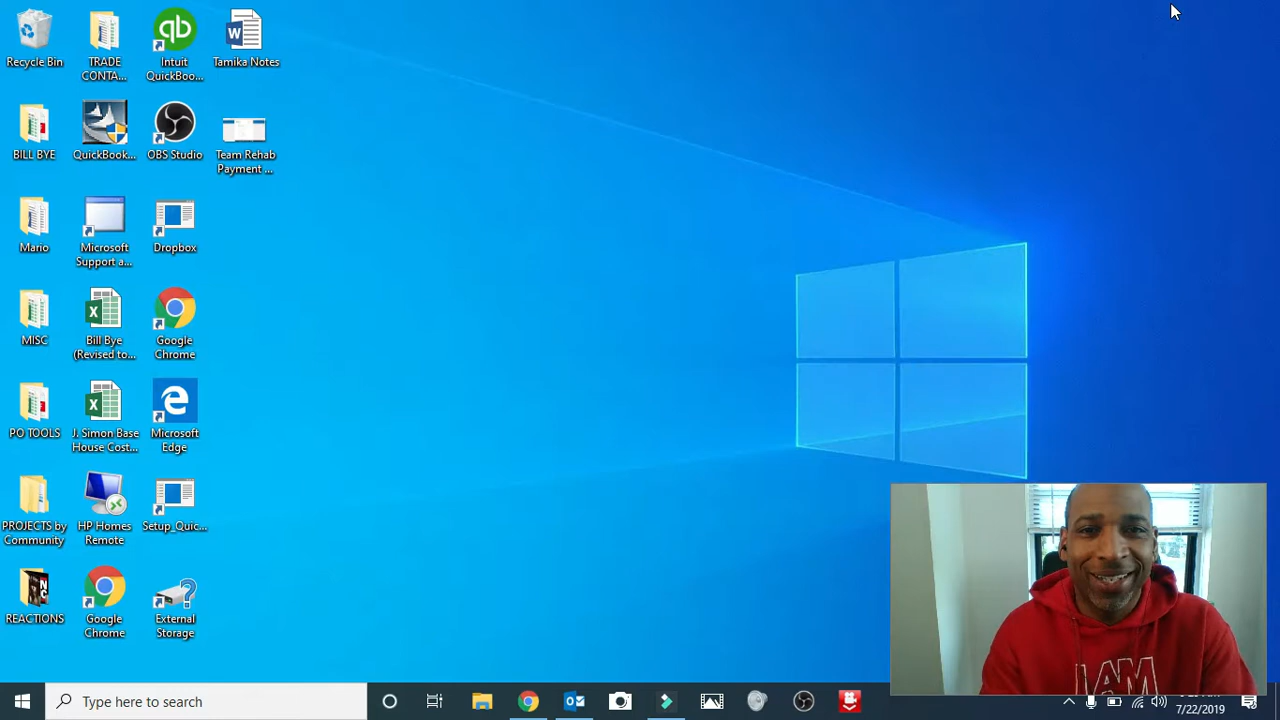 Recycle Bin
TRADE
CONTA...
Intuit
QuickBoo...
Tamika Notes
BILL BYE
QuickBook...
OBS Studio
Team Rehab
Payment ...
Mario
Microsoft
Support a...
Dropbox
MISC
Bill Bye
(Revised to...
Google
Chrome
PO TOOLS
J. Simon Base
House Cost...
Microsoft
Edge
PROJECTS by
Community
HP Homes
Remote
Setup_Quic...
REACTIONS
Google
Chrome
External
Storage
I AM
Type here to search
7/22/2019